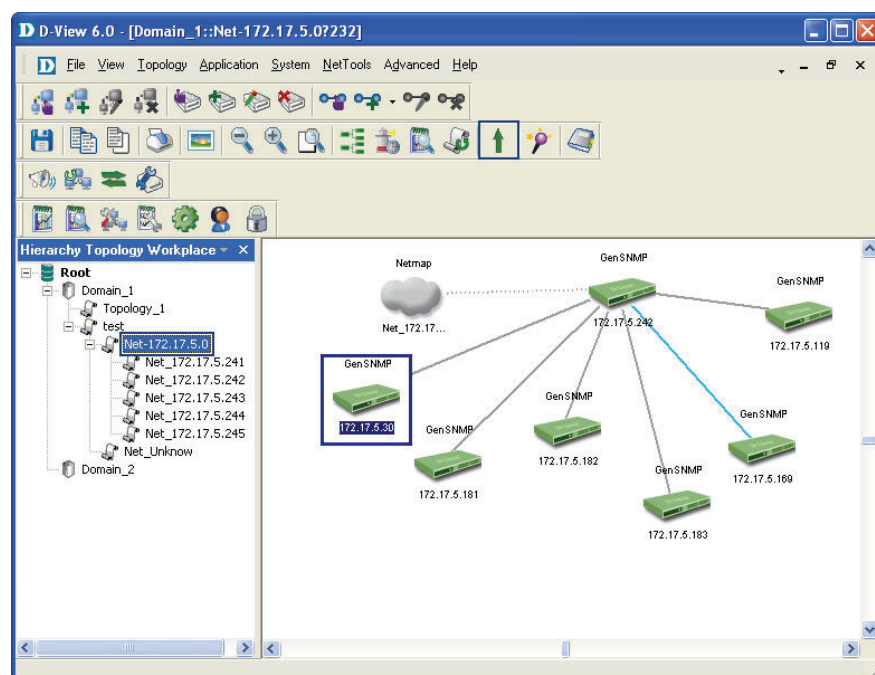 D-View 6.0 - [Domain_1::Net-172.17.5.0?232]
File View Topology Application System NetTools Advanced Help
Hierarchy Topology Workplace
Root
Domain_1
Topology_1
test
Net-172.17.5.0
Net_172.17.5.241
Net_172.17.5.242
Net_172.17.5.243
Net_172.17.5.244
Net_172.17.5.245
Net_Unknow
Domain_2
Netmap
Net_172.17...
GenSNMP
172.17.5.242
GenSNMP
172.17.5.119
GenSNMP
172.17.5.30
GenSNMP
172.17.5.181
GenSNMP
172.17.5.182
GenSNMP
172.17.5.183
GenSNMP
172.17.5.169